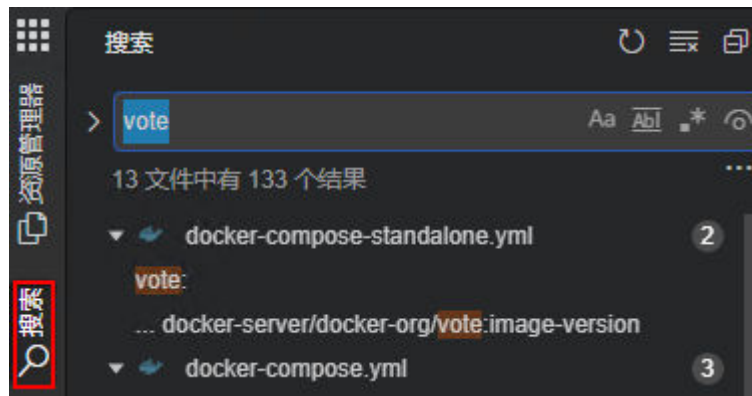 搜索
资源管理器
搜索
vote
Aa Abl .*
13 文件中有 133 个结果
...
docker-compose-standalone.yml 2
vote:
... docker-server/docker-org/vote:image-version
docker-compose.yml 3